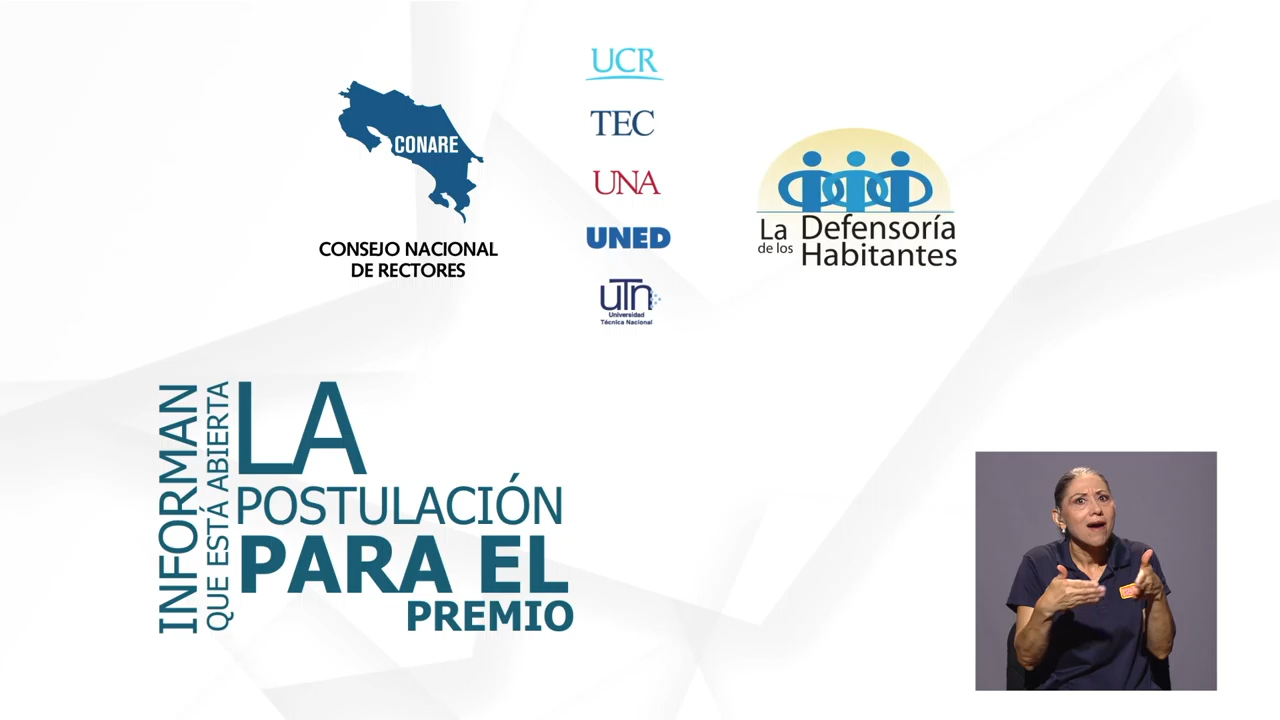 CONARE
CONSEJO NACIONAL
DE RECTORES
UCR
TEC
UNA
UNED
UTN
Universidad
Técnica Nacional
La Defensoría
de los Habitantes
INFORMAN
QUE ESTÁ ABIERTA
LA
POSTULACIÓN
PARA EL
PREMIO